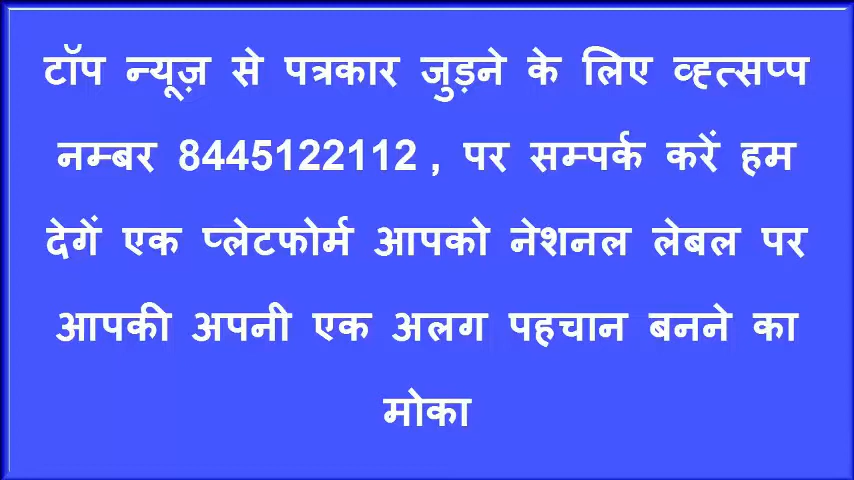 टॉप न्यूज़ से पत्रकार जुड़ने के लिए व्ह्त्सप्प
नम्बर 8445122112 , पर सम्पर्क करें हम
देगें एक प्लेटफोर्म आपको नेशनल लेबल पर
आपकी अपनी एक अलग पहचान बनने का
मोका